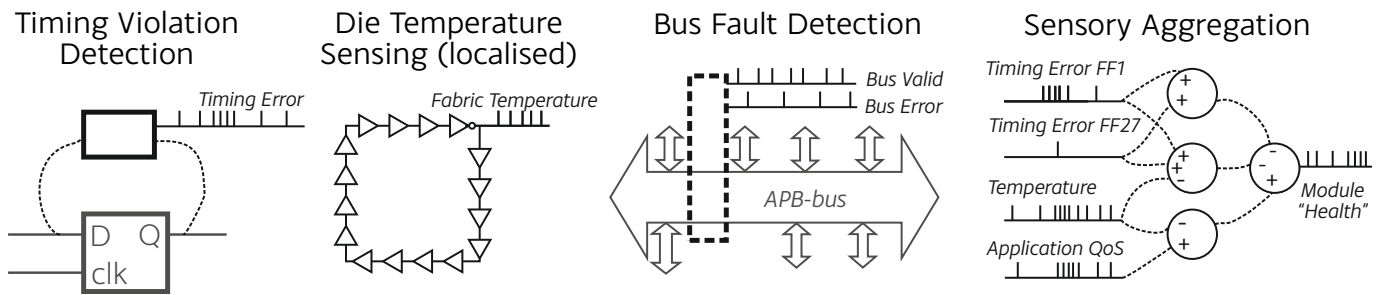 Timing Violation
Detection
Timing Error
D Q
clk
Die Temperature
Sensing (localised)
Fabric Temperature
Bus Fault Detection
Bus Valid
Bus Error
APB-bus
Sensory Aggregation
Timing Error FF1
+
+
Timing Error FF27
+
+
-
-
-
+
Temperature
Module
"Health"
Application QoS
-
+